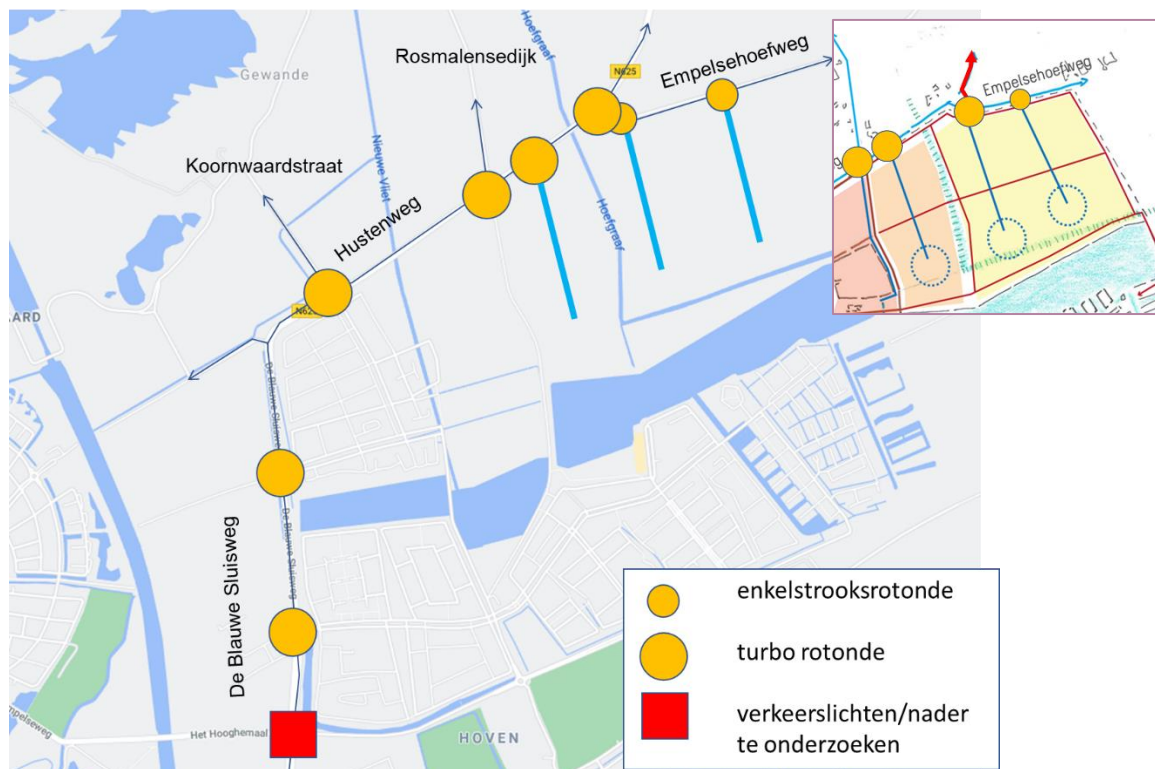 Rosmalensedijk
Gewande
Koornwaardstraat
Hustenweg
Nieuwe Vliet
Hoefgraaf
Hoefgraaf
N625
Empelsehoefweg
Empelsehoefweg
AARD
De Blauwe Sluisweg
De Blauwe Sluisweg
De Blauwe Sluisweg
Het Hooghemaal
HOVEN
enkelstrooksrotonde
turbo rotonde
verkeerslichten/nader
te onderzoeken